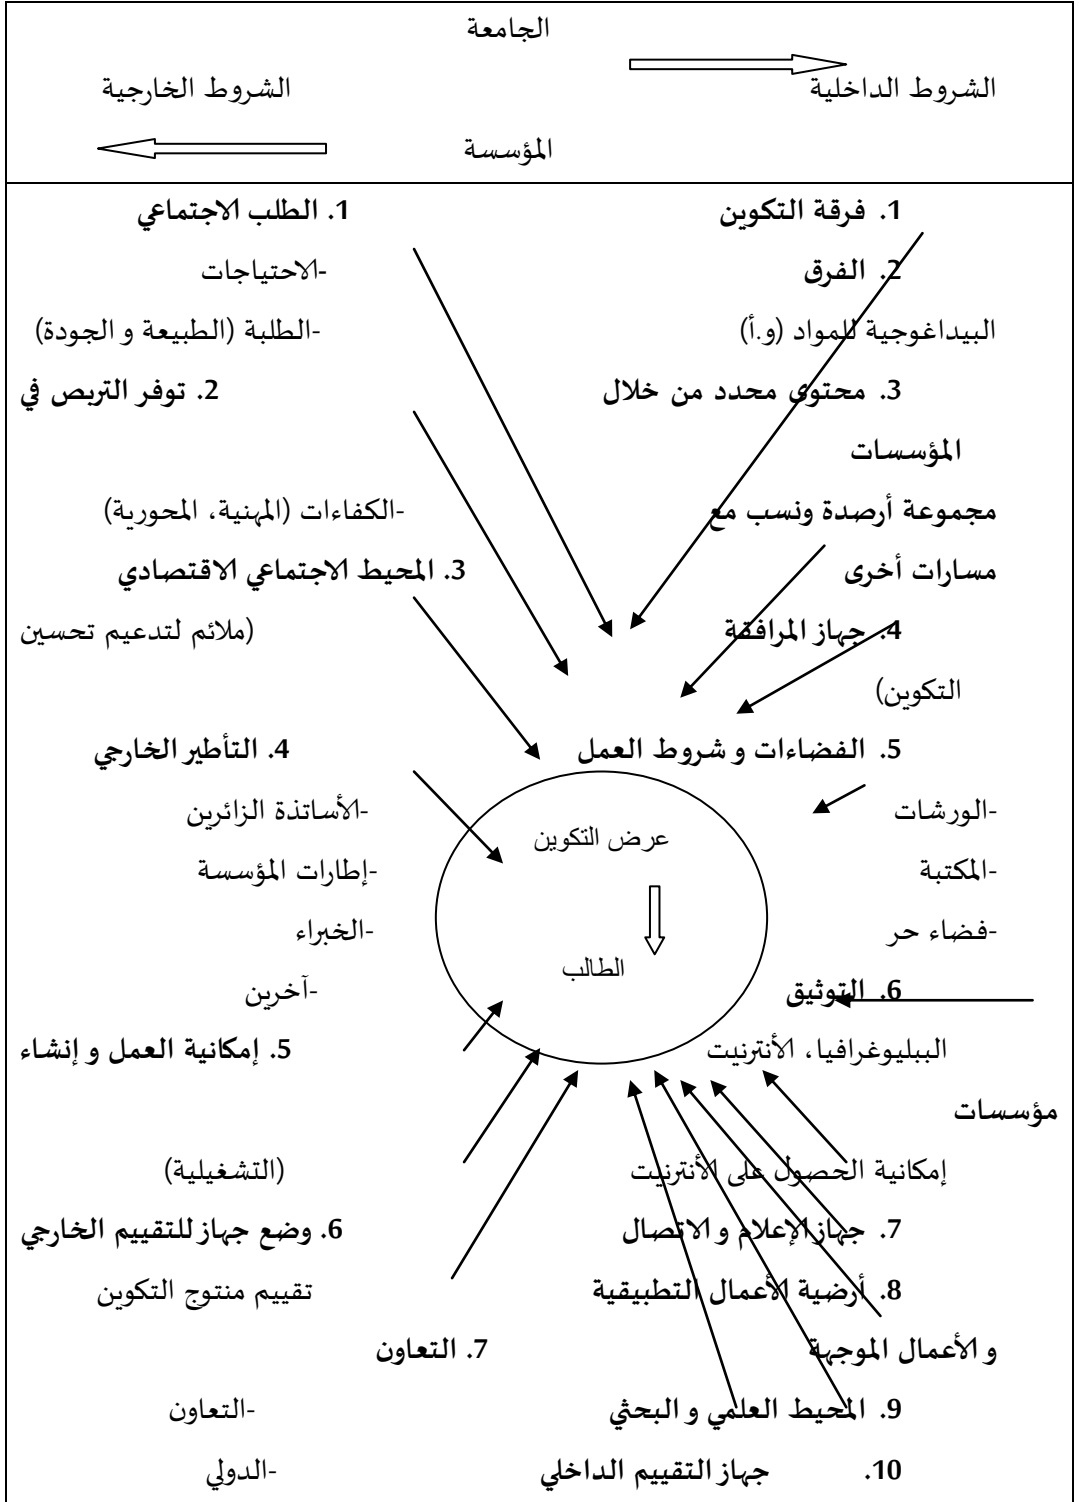 الجامعة
الشروط الداخلية الشروط الخارجية
المؤسسة
1. فرقة التكوين 1. الطلب الاجتماعي
2. الفرق -الاحتياجات
البيداغوجية للمواد (و.أ) -الطلبة (الطبيعة و الجودة)
3. محتوى محدد من خلال 2. توفر التربص في
المؤسسات
مجموعة أرصدة ونسب مع -الكفاءات (المهنية، المحورية)
مسارات أخرى 3. المحيط الاجتماعي الاقتصادي
4. جهاز المرافقة (ملائم لتدعيم تحسين
التكوين)
5. الفضاءات و شروط العمل 4. التأطير الخارجي
-الورشات عرض التكوين -الأساتذة الزائرين
-المكتبة -إطارات المؤسسة
-فضاء حر -الخبراء
الطالب
6. التوثيق -آخرين
الببليوغرافيا، الأنترنيت 5. إمكانية العمل و إنشاء
مؤسسات
إمكانية الحصول على الأنترنيت (التشغيلية)
7. جهاز الإعلام و الاتصال 6. وضع جهاز للتقييم الخارجي
8. أرضية الأعمال التطبيقية تقييم منتوج التكوين
و الأعمال الموجهة 7. التعاون
9. المحيط العلمي و البحثي -التعاون
10. جهاز التقييم الداخلي -الدولي